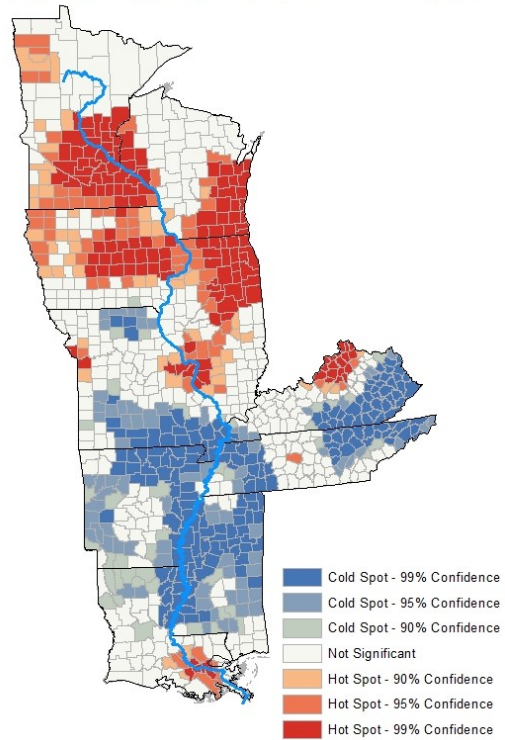 Cold Spot - 99% Confidence
Cold Spot - 95% Confidence
Cold Spot - 90% Confidence
Not Significant
Hot Spot - 90% Confidence
Hot Spot - 95% Confidence
Hot Spot - 99% Confidence